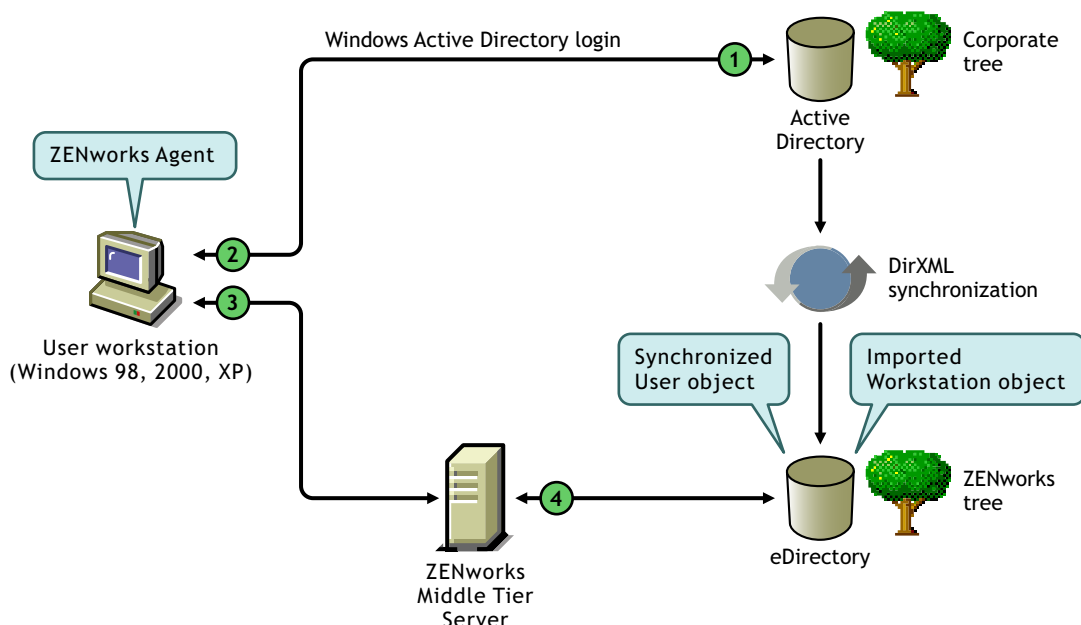 Windows Active Directory login
1
Corporate
tree
Active
Directory
ZENworks Agent
2
3
User workstation
(Windows 98, 2000, XP)
DirXML
synchronization
Synchronized
User object
Imported
Workstation object
4
ZENworks
tree
eDirectory
ZENworks
Middle Tier
Server